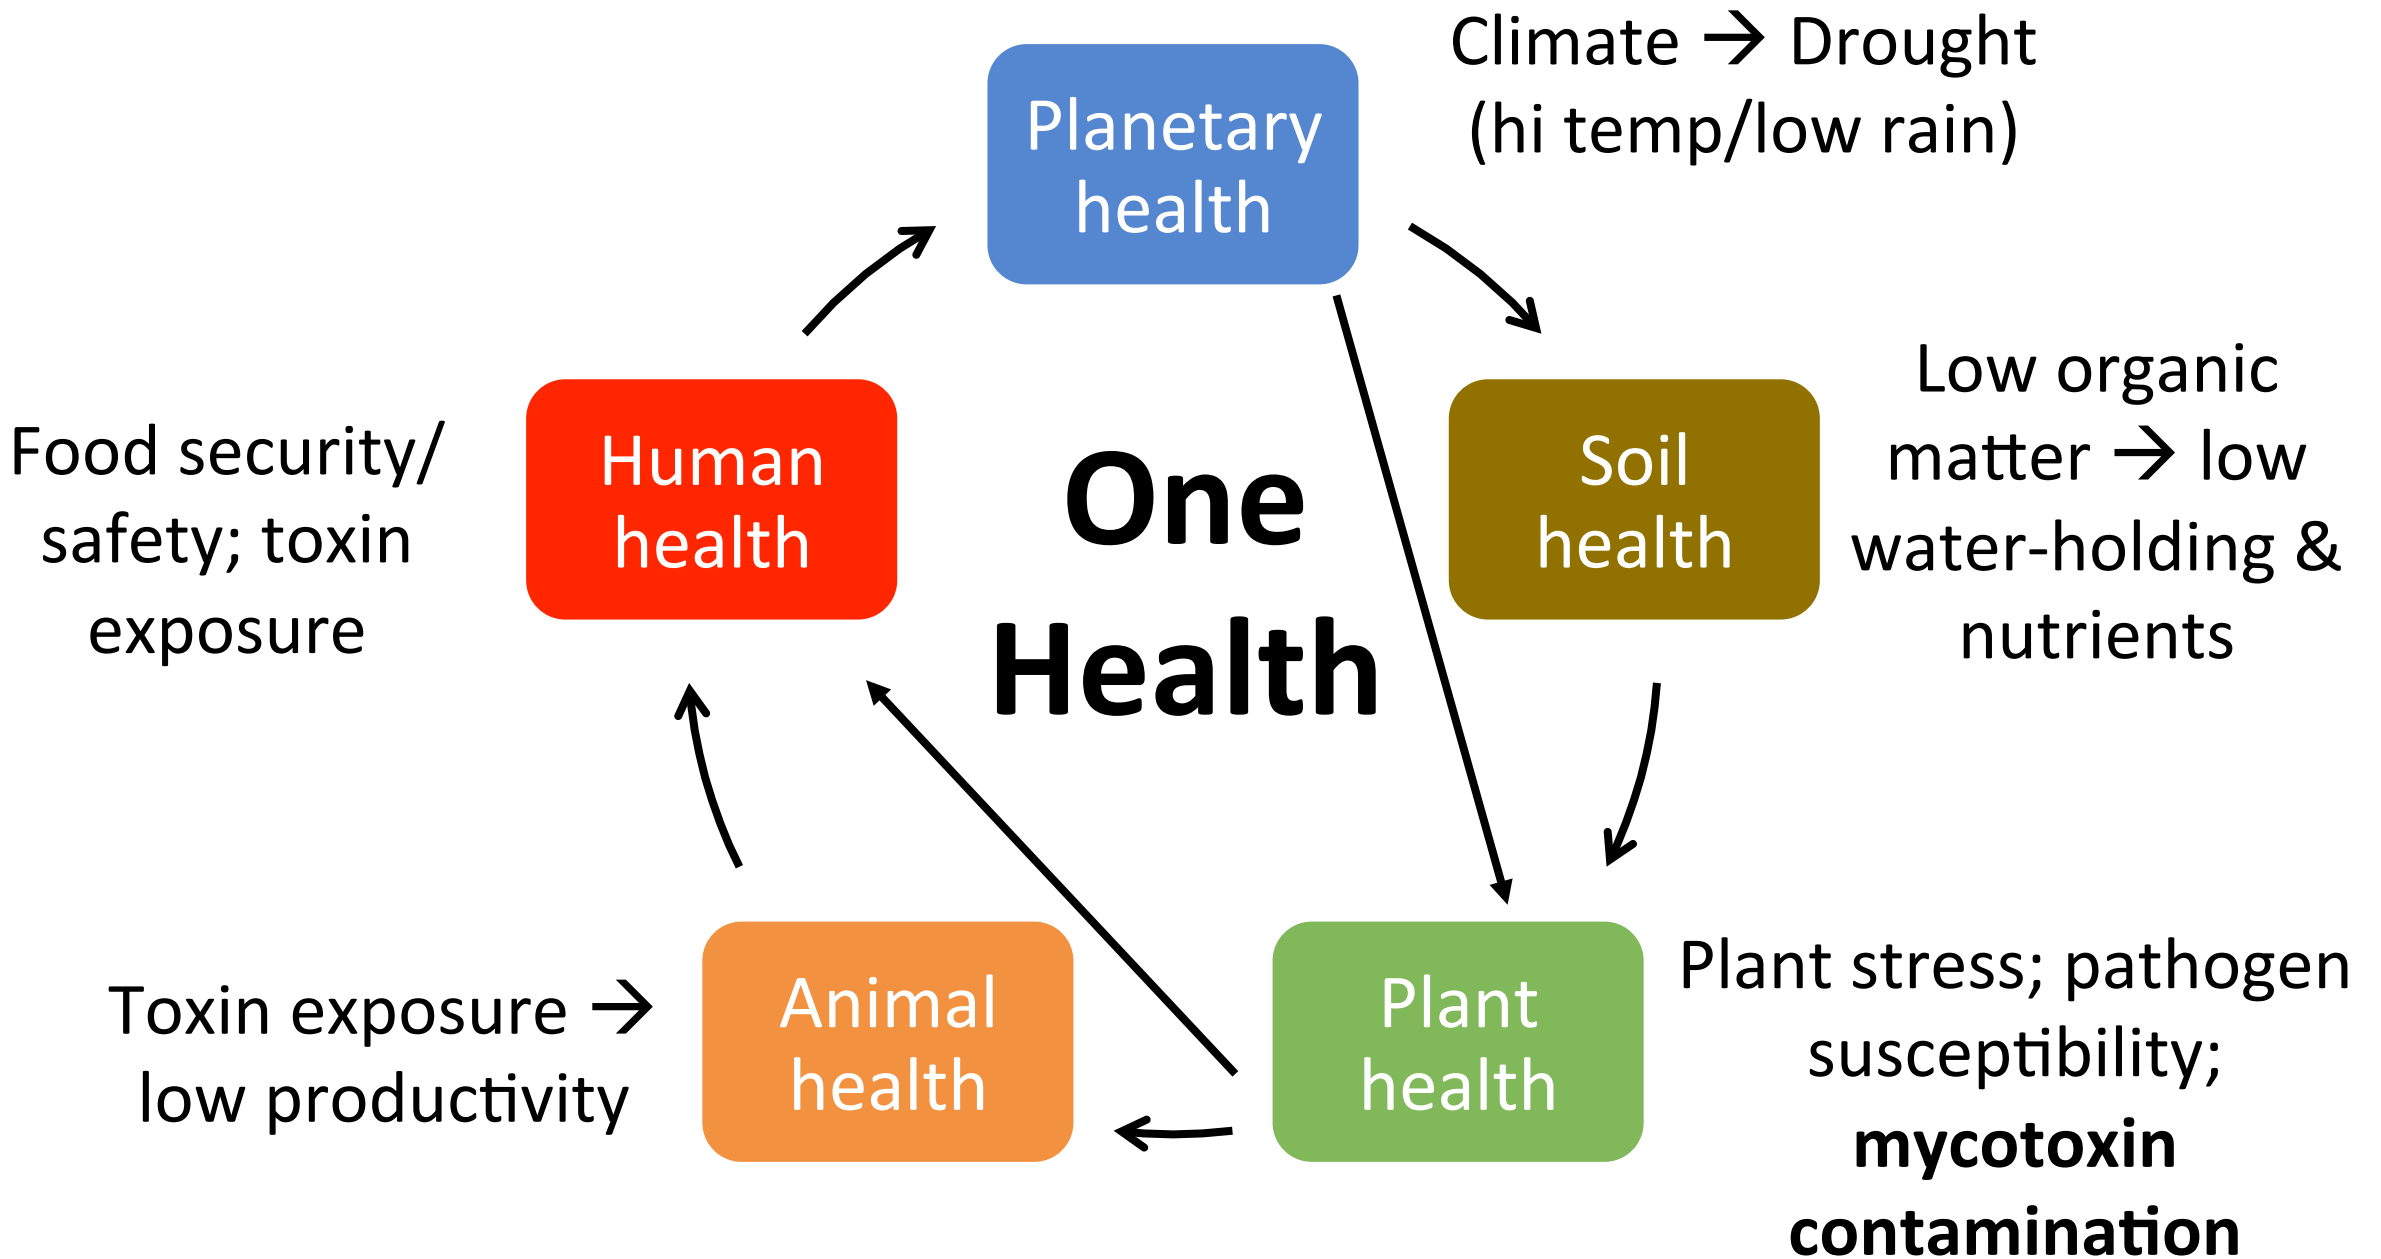 Climate → Drought
(hi temp/low rain)
Planetary
health
Low organic
matter → low
water-holding &
nutrients
Soil
health
Human
health
Food security/
safety; toxin
exposure
One
Health
Plant stress; pathogen
susceptibility;
mycotoxin
contamination
Plant
health
Animal
health
Toxin exposure →
low productivity